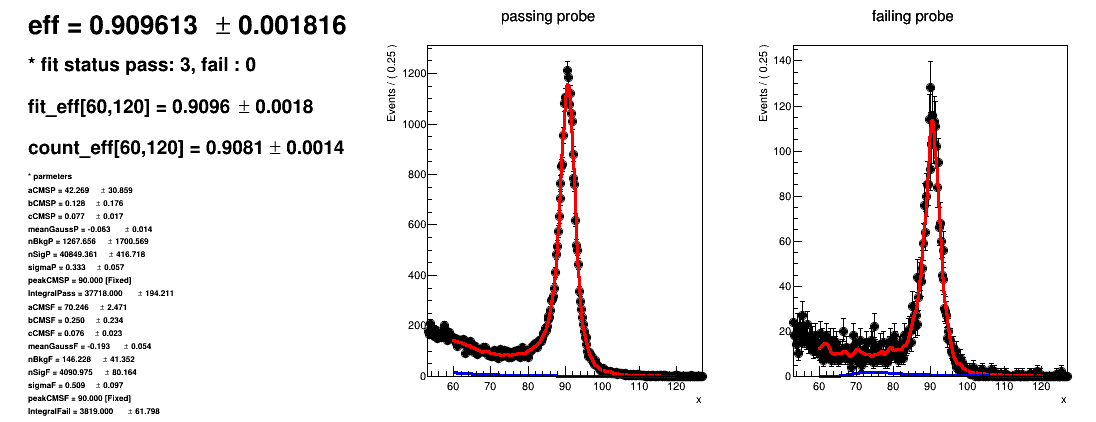 eff = 0.909613 ± 0.001816
* fit status pass: 3, fail : 0
fit_eff[60,120] = 0.9096 ± 0.0018
count_eff[60,120] = 0.9081 ± 0.0014
* parmeters
aCMSP = 42.269 ± 30.859
bCMSP = 0.128 ± 0.176
cCMSP = 0.077 ± 0.017
meanGaussP = -0.063 ± 0.014
nBkgP = 1267.656 ± 1700.569
nSigP = 40849.361 ± 416.718
sigmaP = 0.333 ± 0.057
peakCMSP = 90.000 [Fixed]
IntegralPass = 37718.000 ± 194.211
aCMSF = 70.246 ± 2.471
bCMSF = 0.250 ± 0.234
cCMSF = 0.076 ± 0.023
meanGaussF = -0.193 ± 0.054
nBkgF = 146.228 ± 41.352
nSigF = 4090.975 ± 80.164
sigmaF = 0.509 ± 0.097
peakCMSF = 90.000 [Fixed]
IntegralFail = 3819.000 ± 61.798
passing probe
Events / ( 0.25 )
1200
1000
800
600
400
200
0
60 70 80 90 100 110 120
x
failing probe
Events / ( 0.25 )
140
120
100
80
60
40
20
0
60 70 80 90 100 110 120
x